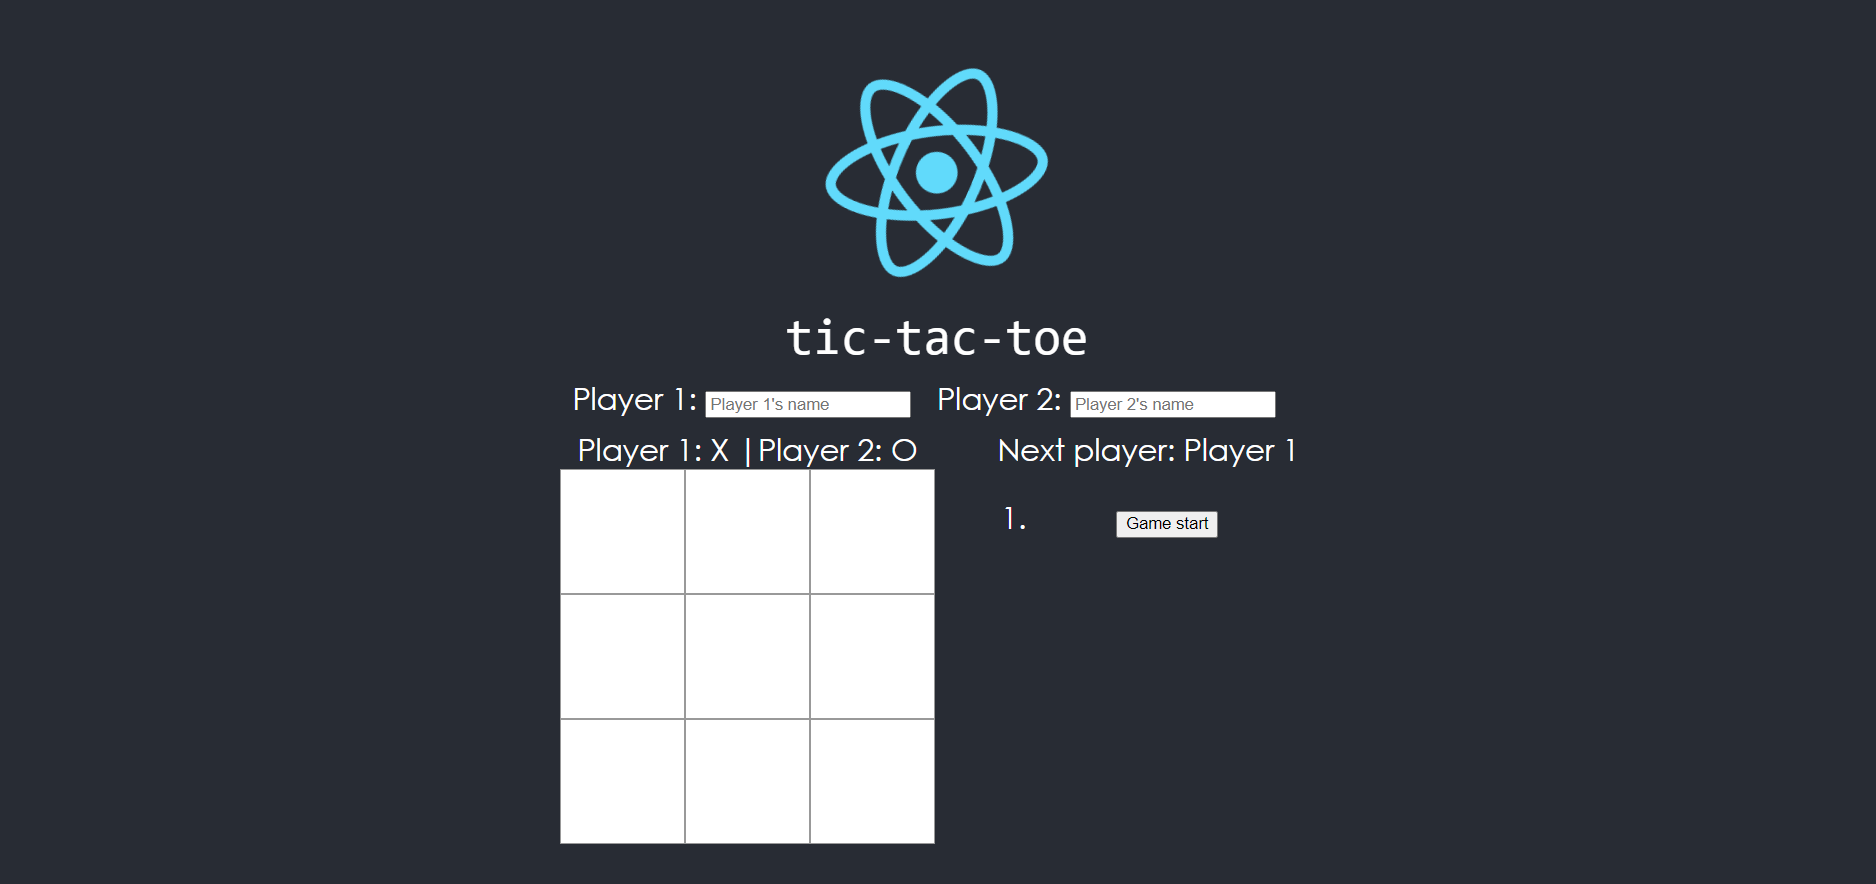 tic-tac-toe
Player 1: Player 1's name Player 2: Player 2's name
Player 1: X | Player 2: O Next player: Player 1
1. Game start